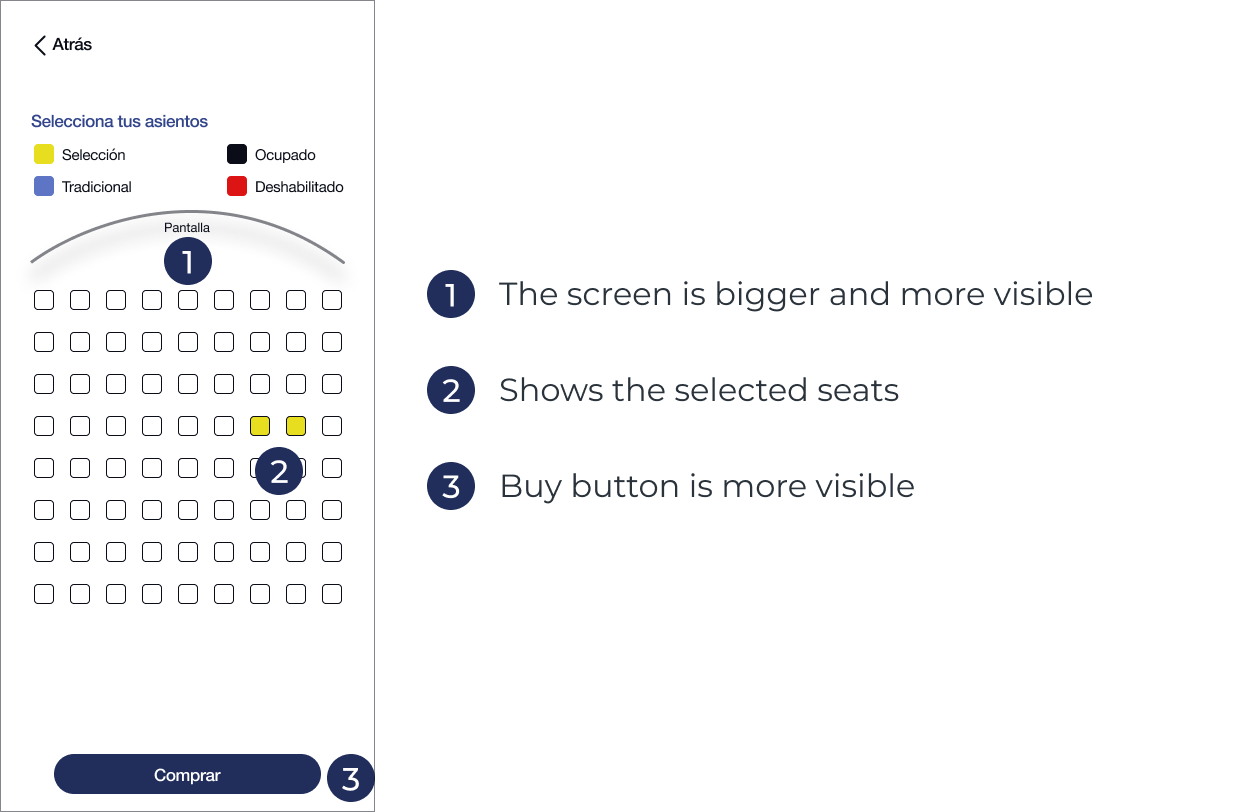 Atrás
Selecciona tus asientos
Selección
Ocupado
Tradicional
Deshabilitado
Pantalla
1
2
Comprar
3
1 The screen is bigger and more visible
2 Shows the selected seats
3 Buy button is more visible